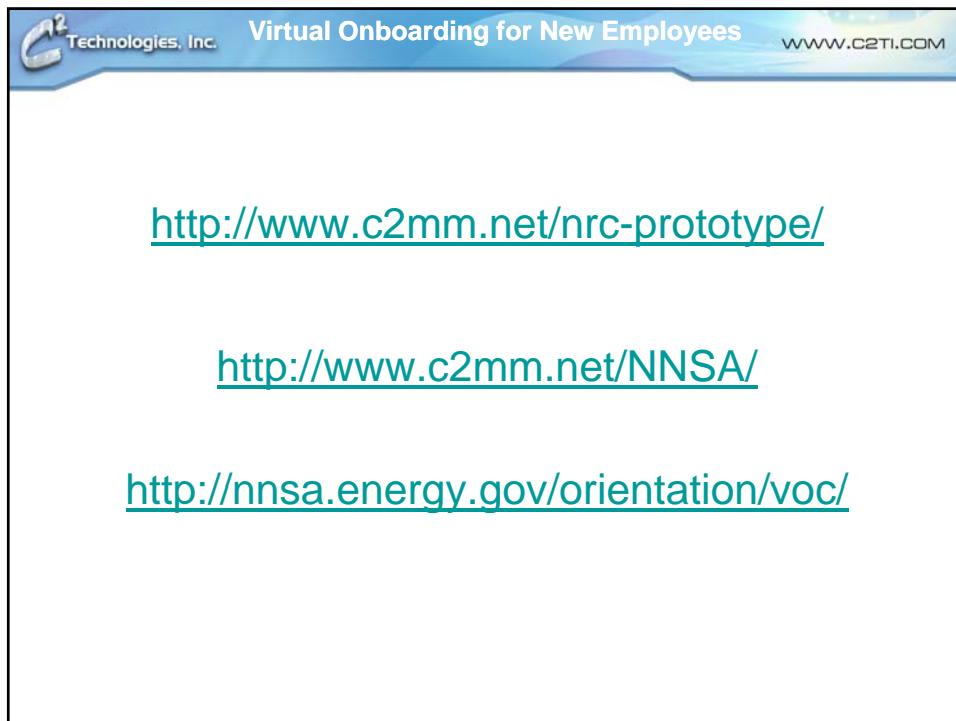 C2 Technologies, Inc.
Virtual Onboarding for New Employees
WWW.C2TI.COM
http://www.c2mm.net/nrc-prototype/
http://www.c2mm.net/NNSA/
http://nnsa.energy.gov/orientation/voc/